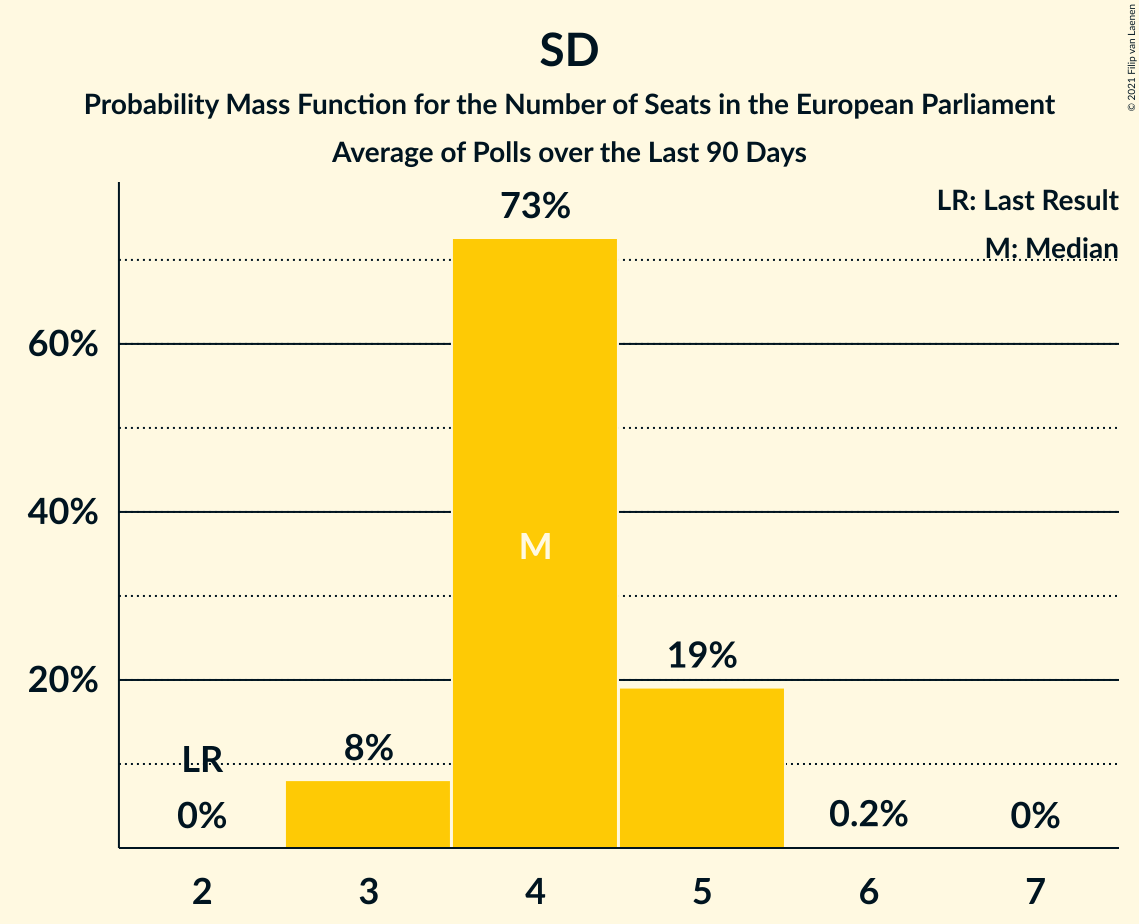 SD
Probability Mass Function for the Number of Seats in the European Parliament
Average of Polls over the Last 90 Days
© 2021 Filip van Laenen
LR: Last Result
M: Median
73%
60%
40%
M
19%
20%
LR
8%
0%
0.2%
0%
2 3 4 5 6 7